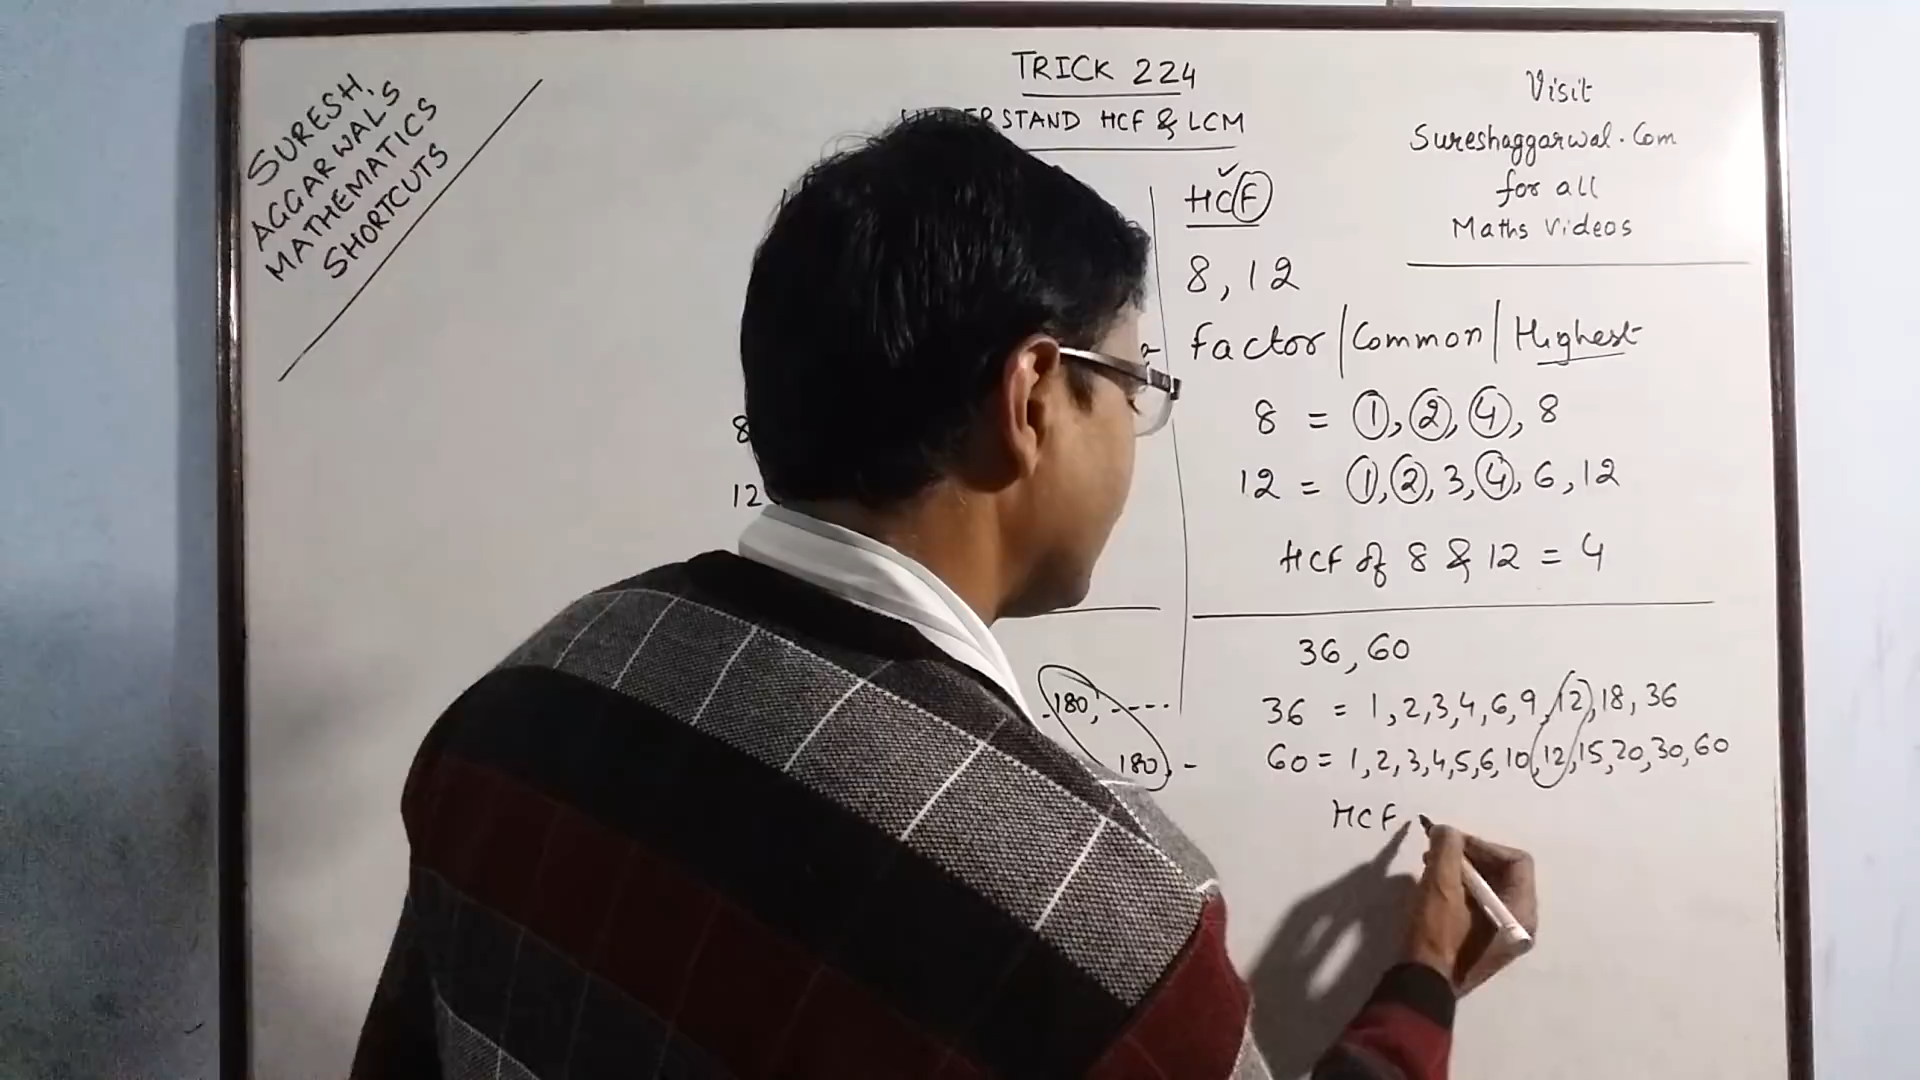 SURESH,
AGGARWAL'S
MATHEMATICS
SHORTCUTS
TRICK 224
STAND HCF & LCM
Visit
Sureshaggarwal.Com
for all
Maths Videos
8
12
180, ----
180, -
HCF
8, 12
Factor / Common / Highest
8 = 1, 2, 4, 8
12 = 1, 2, 3, 4, 6, 12
HCF of 8 & 12 = 4
36, 60
36 = 1, 2, 3, 4, 6, 9, 12, 18, 36
60 = 1, 2, 3, 4, 5, 6, 10, 12, 15, 20, 30, 60
HCF